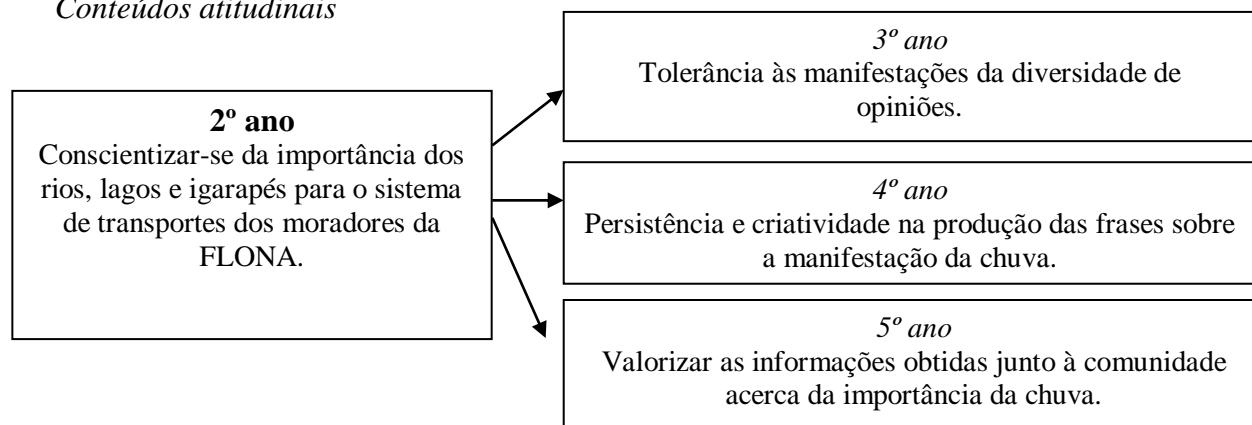 Conteúdos atitudinais
2º ano
Conscientizar-se da importância dos
rios, lagos e igarapés para o sistema
de transportes dos moradores da
FLONA.
3º ano
Tolerância às manifestações da diversidade de
opiniões.
4º ano
Persistência e criatividade na produção das frases sobre
a manifestação da chuva.
5º ano
Valorizar as informações obtidas junto à comunidade
acerca da importância da chuva.